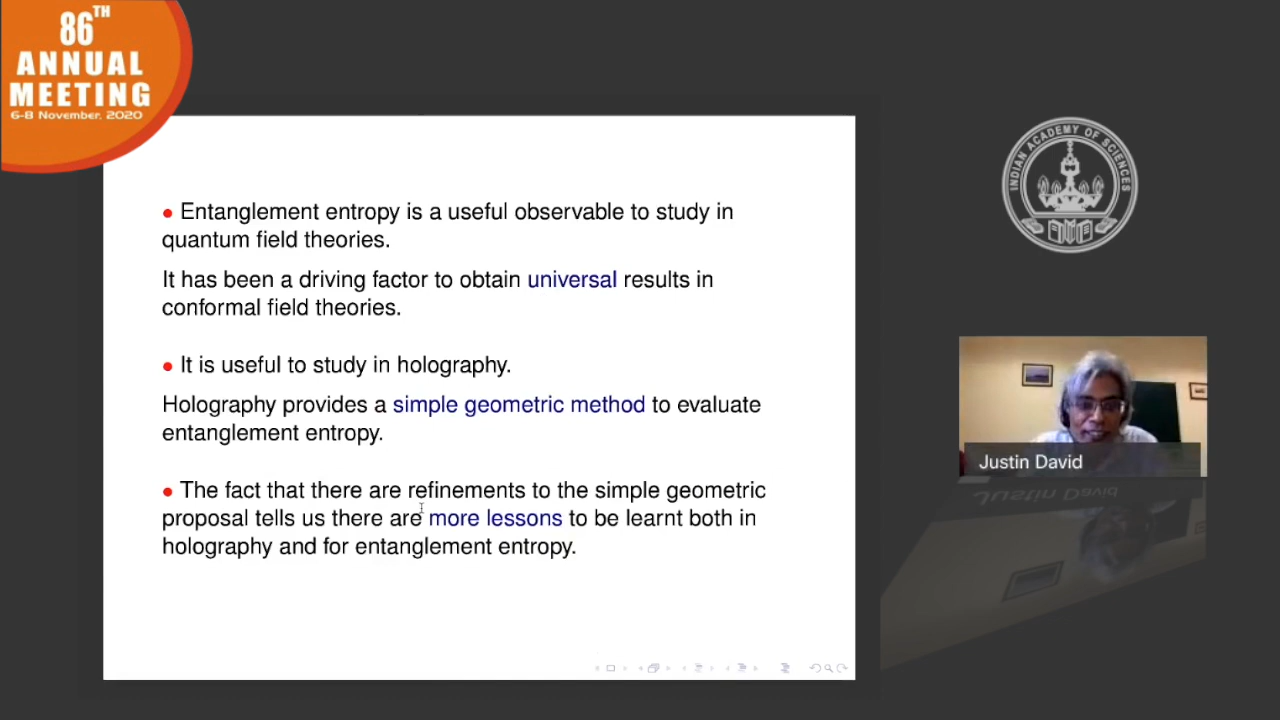 86TH
ANNUAL
MEETING
6-8 November, 2020
• Entanglement entropy is a useful observable to study in
quantum field theories.
It has been a driving factor to obtain universal results in
conformal field theories.
• It is useful to study in holography.
Holography provides a simple geometric method to evaluate
entanglement entropy.
• The fact that there are refinements to the simple geometric
proposal tells us there are more lessons to be learnt both in
holography and for entanglement entropy.
INDIAN ACADEMY OF SCIENCES
Justin David